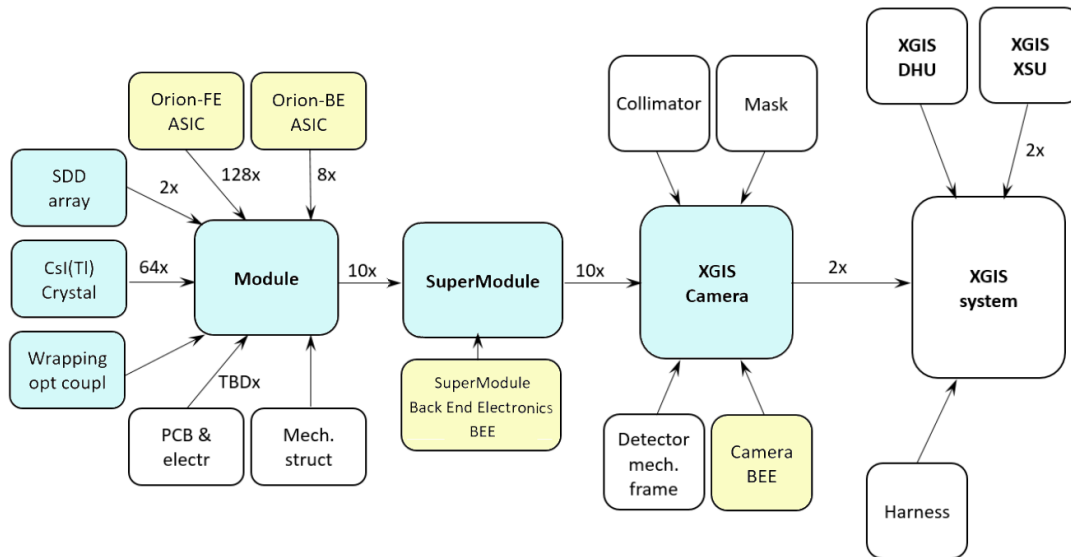 XGIS
DHU
XGIS
XSU
Collimator
Mask
Orion-FE
ASIC
Orion-BE
ASIC
SDD
array
2x
128x
8x
2x
CsI(Tl)
Crystal
64x
Module
10x
SuperModule
10x
XGIS
Camera
2x
XGIS
system
Wrapping
opt coupl
TBDx
PCB &
electr
Mech.
struct
SuperModule
Back End Electronics
BEE
Detector
mech.
frame
Camera
BEE
Harness